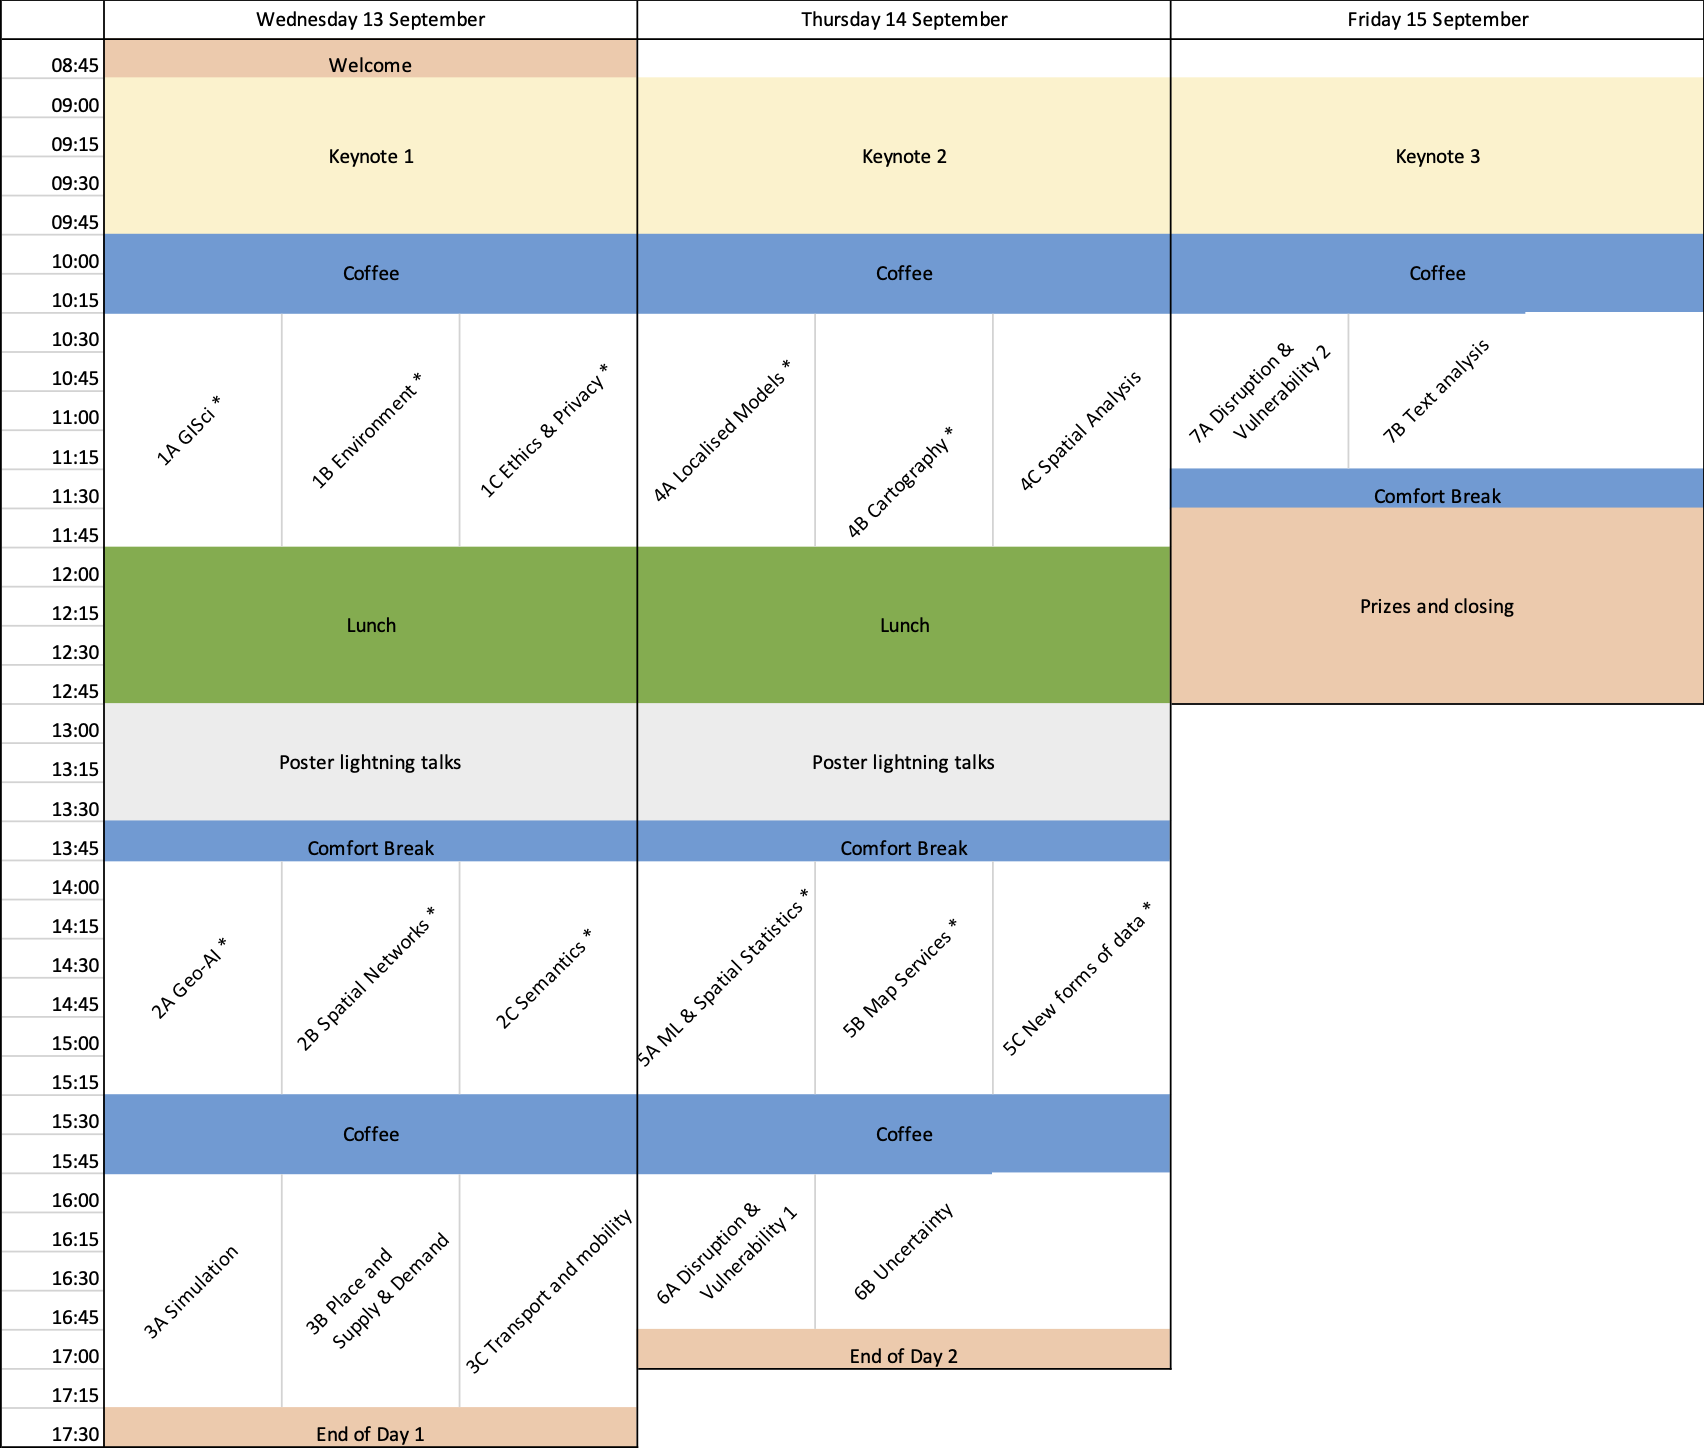 Wednesday 13 September Thursday 14 September Friday 15 September
08:45 Welcome
09:00
09:15 Keynote 1 Keynote 2 Keynote 3
09:30
09:45
10:00 Coffee Coffee Coffee
10:15
10:30
10:45
11:00
11:15
1A GISci *
1B Environment *
1C Ethics & Privacy *
4A Localised Models *
4B Cartography *
4C Spatial Analysis
7A Disruption &
Vulnerability 2
7B Text analysis
11:30 Comfort Break
11:45
12:00
12:15 Prizes and closing
Lunch Lunch
12:30
12:45
13:00
13:15 Poster lightning talks Poster lightning talks
13:30
13:45 Comfort Break Comfort Break
14:00
14:15
14:30
14:45
15:00
15:15
2A Geo-AI *
2B Spatial Networks *
2C Semantics *
5A ML & Spatial Statistics *
5B Map Services *
5C New forms of data *
15:30 Coffee Coffee
15:45
16:00
16:15
16:30
16:45
3A Simulation
3B Place and
Supply & Demand
3C Transport and mobility
6A Disruption &
Vulnerability 1
6B Uncertainty
17:00 End of Day 2
17:15
17:30 End of Day 1